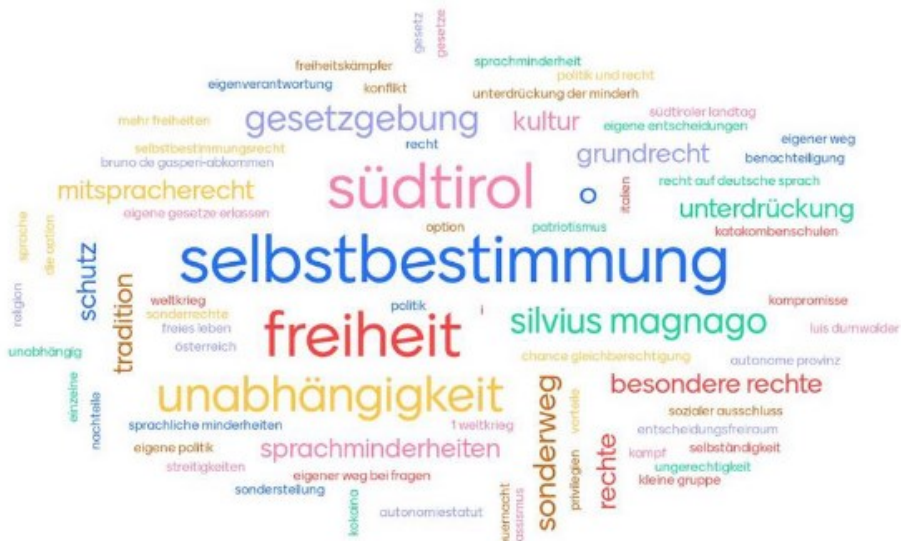 gesetz
gesetze
freiheitskämpfer
sprachminderheit
politik und recht
eigenverantwortung
konflikt
unterdrückung der minderh
mehr freiheiten
gesetzgebung
kultur
südtiroler landtag
eigene entscheidungen
selbstbestimmungsrecht
recht
eigener weg
bruno de gasperi-abkommen
grundrecht
benachteiligung
mitspracherecht
südtirol
o
italien
recht auf deutsche sprach
eigene gesetze erlassen
unterdrückung
option
patriotismus
katakombenschulen
sprache
die option
schutz
selbstbestimmung
religion
tradition
weltkrieg
politik
i
kompromisse
sonderrechte
freies leben
freiheit
silvius magnago
luis durnwalder
unabhängig
österreich
chance gleichberechtigung
autonome provinz
einzelne
nachteile
unabhängigkeit
sonderweg
vorteile
besondere rechte
sozialer ausschluss
sprachliche minderheiten
1 weltkrieg
entscheidungsfreiraum
eigene politik
sprachminderheiten
rechte
kampf
selbständigkeit
streitigkeiten
ungerechtigkeit
eigener weg bei fragen
privilegien
kleine gruppe
sonderstellung
kokaina
autonomiestatut
uernacht
assismus